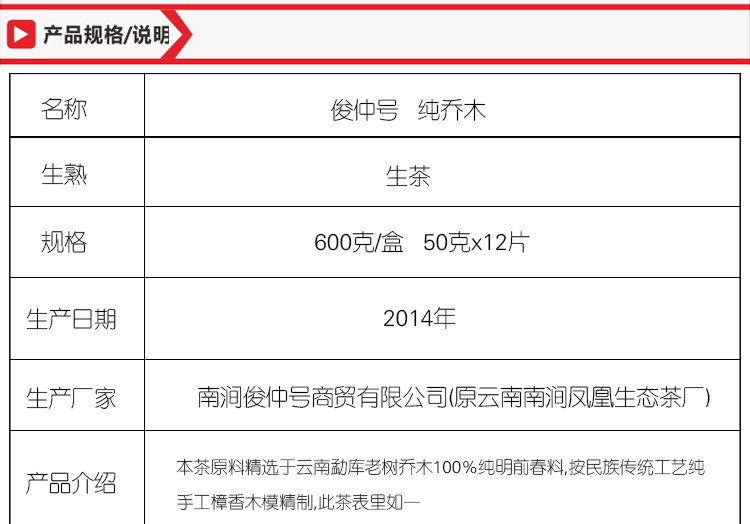 产品规格/说明
名称 俊仲号 纯乔木
生熟 生茶
规格 600克/盒 50克x12片
生产日期 2014年
生产厂家 南涧俊仲号商贸有限公司(原云南南涧凤凰生态茶厂)
产品介绍 本茶原料精选于云南勐库老树乔木100%纯明前春料,按民族传统工艺纯
手工樟香木模精制,此茶表里如一